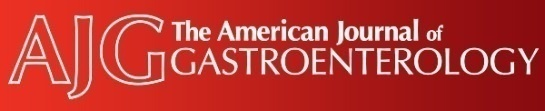 AJG The American Journal of
GASTROENTEROLOGY